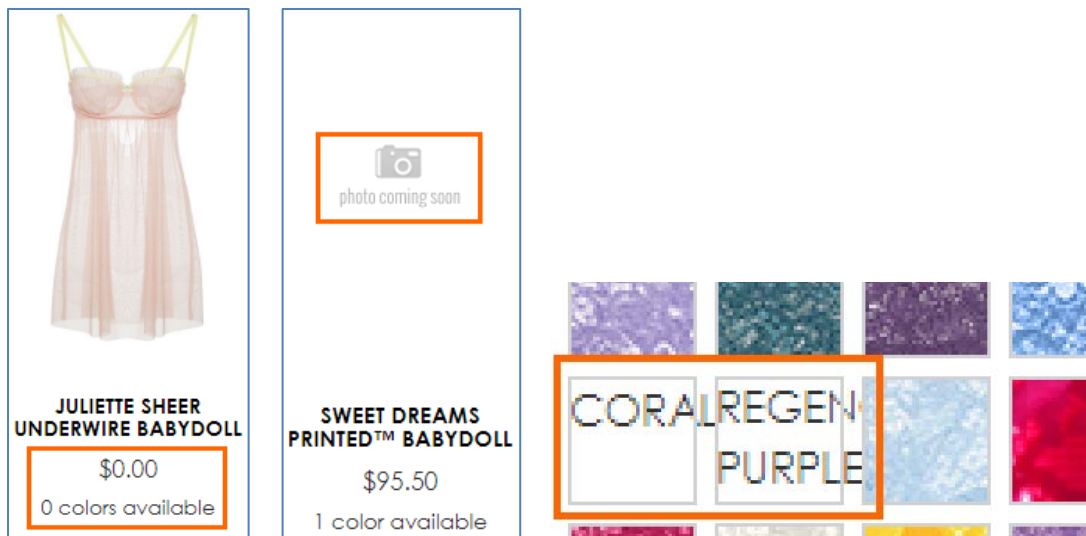 JULIETTE SHEER
UNDERWIRE BABYDOLL
$0.00
0 colors available
photo coming soon
SWEET DREAMS
PRINTED™ BABYDOLL
$95.50
1 color available
CORAL
REGEN
PURPLE